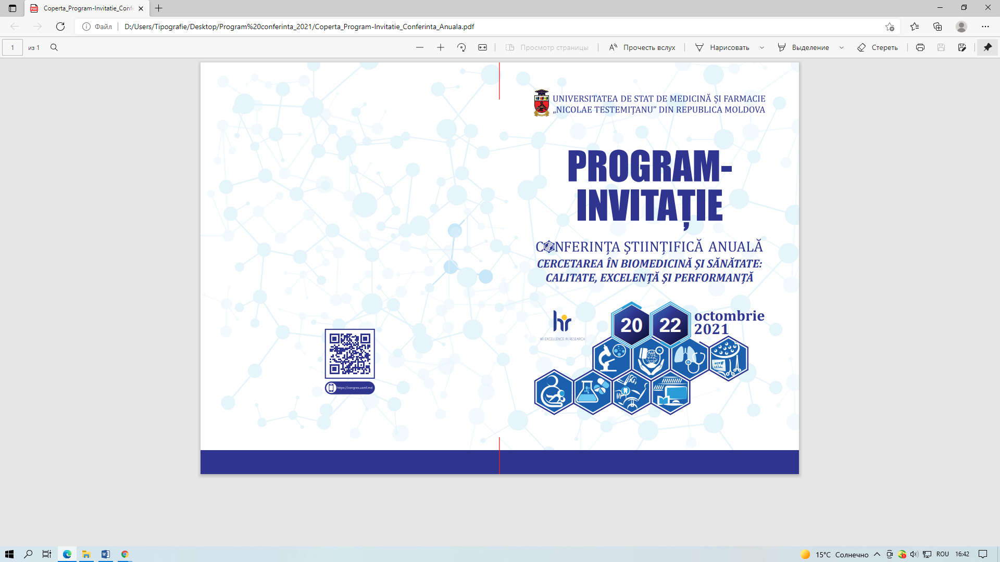 Coperta_Program-Invitatie_Confe
Файл
D:/Users/Tipografie/Desktop/Program%20conferinta_2021/Coperta_Program-Invitatie_Conferinta_Anuala.pdf
1 из 1
Просмотр страницы
Прочесть вслух
Нарисовать
Выделение
Стереть
UNIVERSITATEA DE STAT DE MEDICINĂ ȘI FARMACIE
„NICOLAE TESTEMIȚANU” DIN REPUBLICA MOLDOVA
PROGRAM-
INVITAȚIE
CONFERINȚA ȘTIINȚIFICĂ ANUALĂ
CERCETAREA ÎN BIOMEDICINĂ ȘI SĂNĂTATE:
CALITATE, EXCELENȚĂ ȘI PERFORMANȚĂ
hr
HR EXCELLENCE IN RESEARCH
20 22 octombrie
2021
https://congres.usmf.md
15°C Солнечно
ROU
16:42